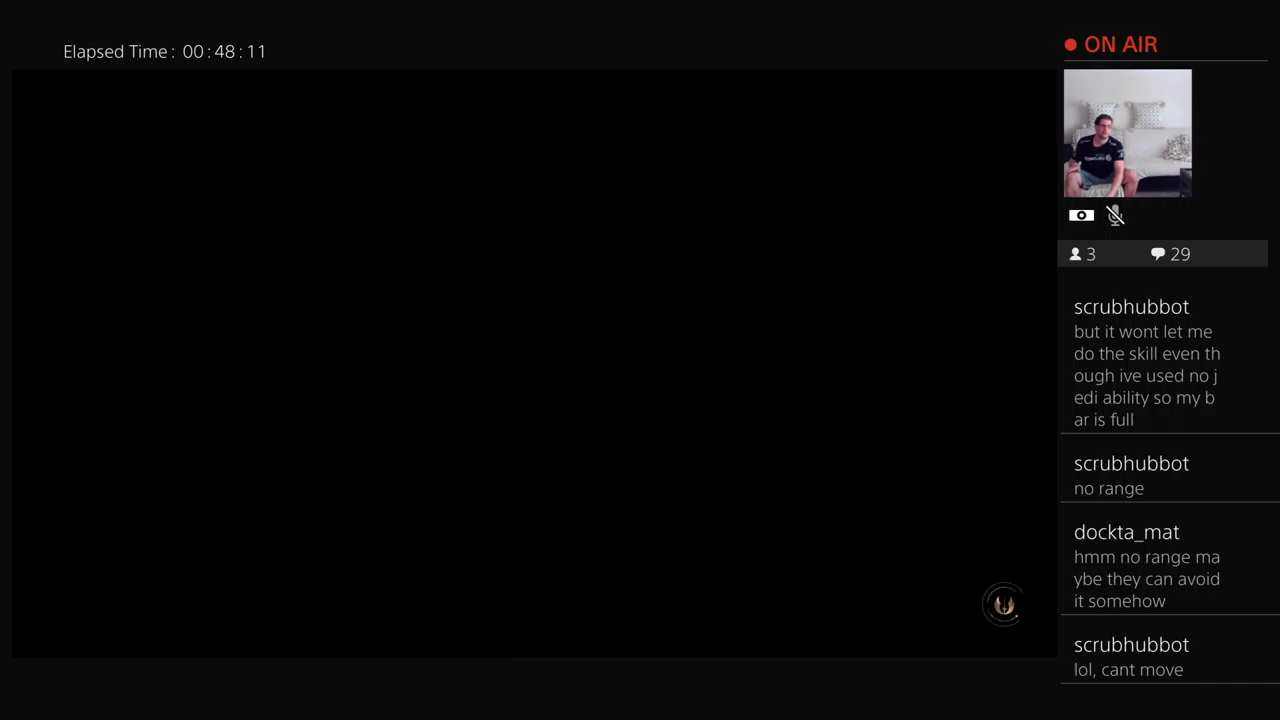 Elapsed Time: 00:48:11
ON AIR
3
29
scrubhubbot
but it wont let me
do the skill even th
ough ive used no j
edi ability so my b
ar is full
scrubhubbot
no range
dockta_mat
hmm no range ma
ybe they can avoid
it somehow
scrubhubbot
lol, cant move